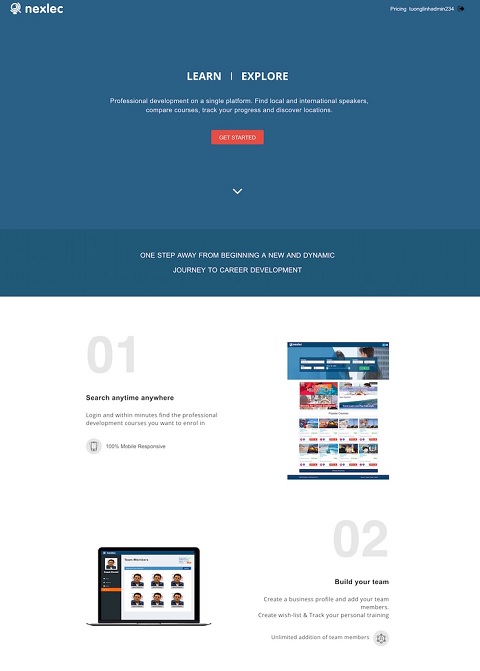 nexlec
Pricing tuonglinhadmin234
LEARN | EXPLORE
Professional development on a single platform. Find local and international speakers,
compare courses, track your progress and discover locations.
GET STARTED
ONE STEP AWAY FROM BEGINNING A NEW AND DYNAMIC
JOURNEY TO CAREER DEVELOPMENT
01
Search anytime anywhere
Login and within minutes find the professional
development courses you want to enrol in
100% Mobile Responsive
Popular Courses
02
Build your team
Create a business profile and add your team
members.
Create wish-list & Track your personal training
Unlimited addition of team members
Team Members